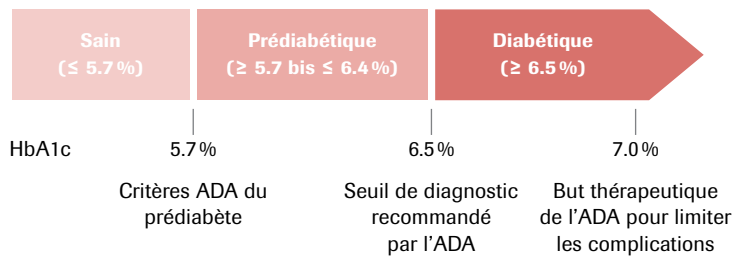 Sain
(≤ 5.7 %)
Prédiabétique
(≥ 5.7 bis ≤ 6.4 %)
Diabétique
(≥ 6.5 %)
HbA1c
5.7 %
6.5 %
7.0 %
Critères ADA du
prédiabète
Seuil de diagnostic
recommandé
par l’ADA
But thérapeutique
de l’ADA pour limiter
les complications